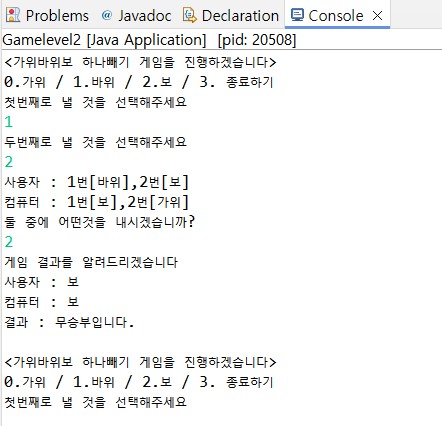 Problems @ Javadoc Declaration Console
Gamelevel2 [Java Application] [pid: 20508]
<가위바위보 하나빼기 게임을 진행하겠습니다>
0.가위 / 1.바위 / 2.보 / 3. 종료하기
첫번째로 낼 것을 선택해주세요
1
두번째로 낼 것을 선택해주세요
2
사용자 : 1번[바위],2번[보]
컴퓨터 : 1번[보],2번[가위]
둘 중에 어떤것을 내시겠습니까?
2
게임 결과를 알려드리겠습니다
사용자 : 보
컴퓨터 : 보
결과 : 무승부입니다.
<가위바위보 하나빼기 게임을 진행하겠습니다>
0.가위 / 1.바위 / 2.보 / 3. 종료하기
첫번째로 낼 것을 선택해주세요